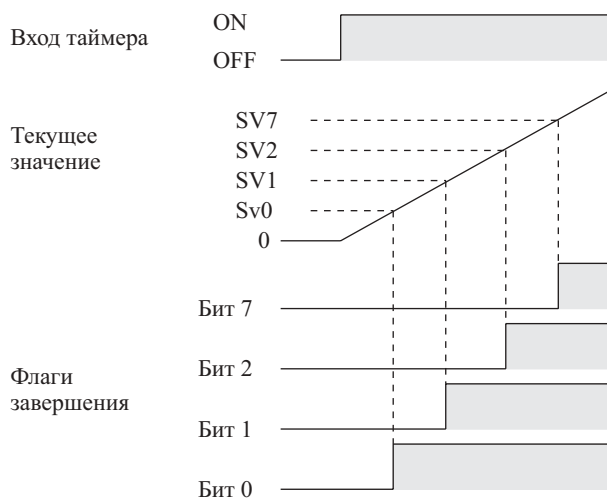 Вход таймера
ON
OFF
Текущее
значение
SV7
SV2
SV1
Sv0
0
Флаги
завершения
Бит 7
Бит 2
Бит 1
Бит 0